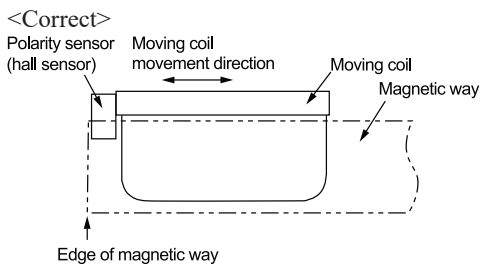 <Correct>
Polarity sensor
(hall sensor)
Moving coil
movement direction
Moving coil
Magnetic way
Edge of magnetic way